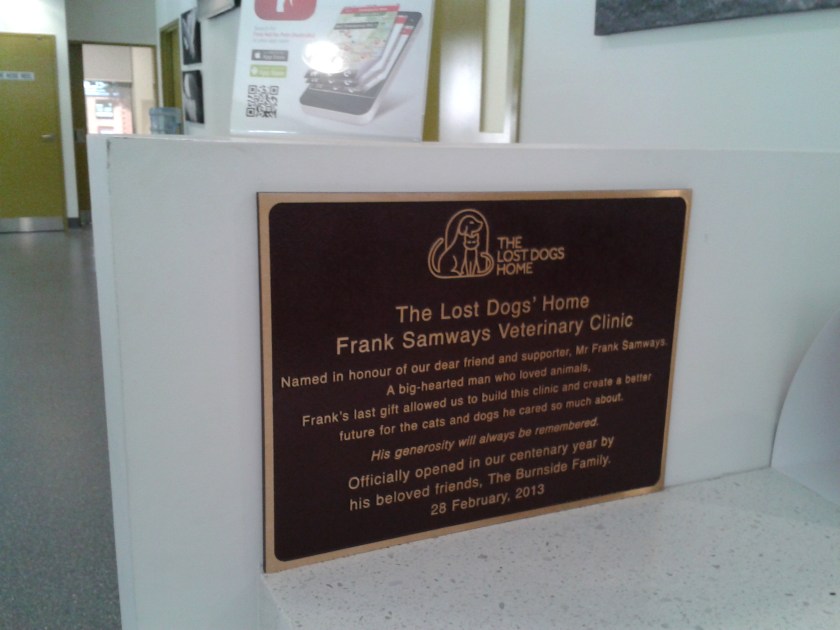 THE
LOST DOGS
HOME
The Lost Dogs' Home
Frank Samways Veterinary Clinic
Named in honour of our dear friend and supporter, Mr Frank Samways.
A big-hearted man who loved animals,
Frank's last gift allowed us to build this clinic and create a better
future for the cats and dogs he cared so much about.
His generosity will always be remembered.
Officially opened in our centenary year by
his beloved friends, The Burnside Family.
28 February, 2013